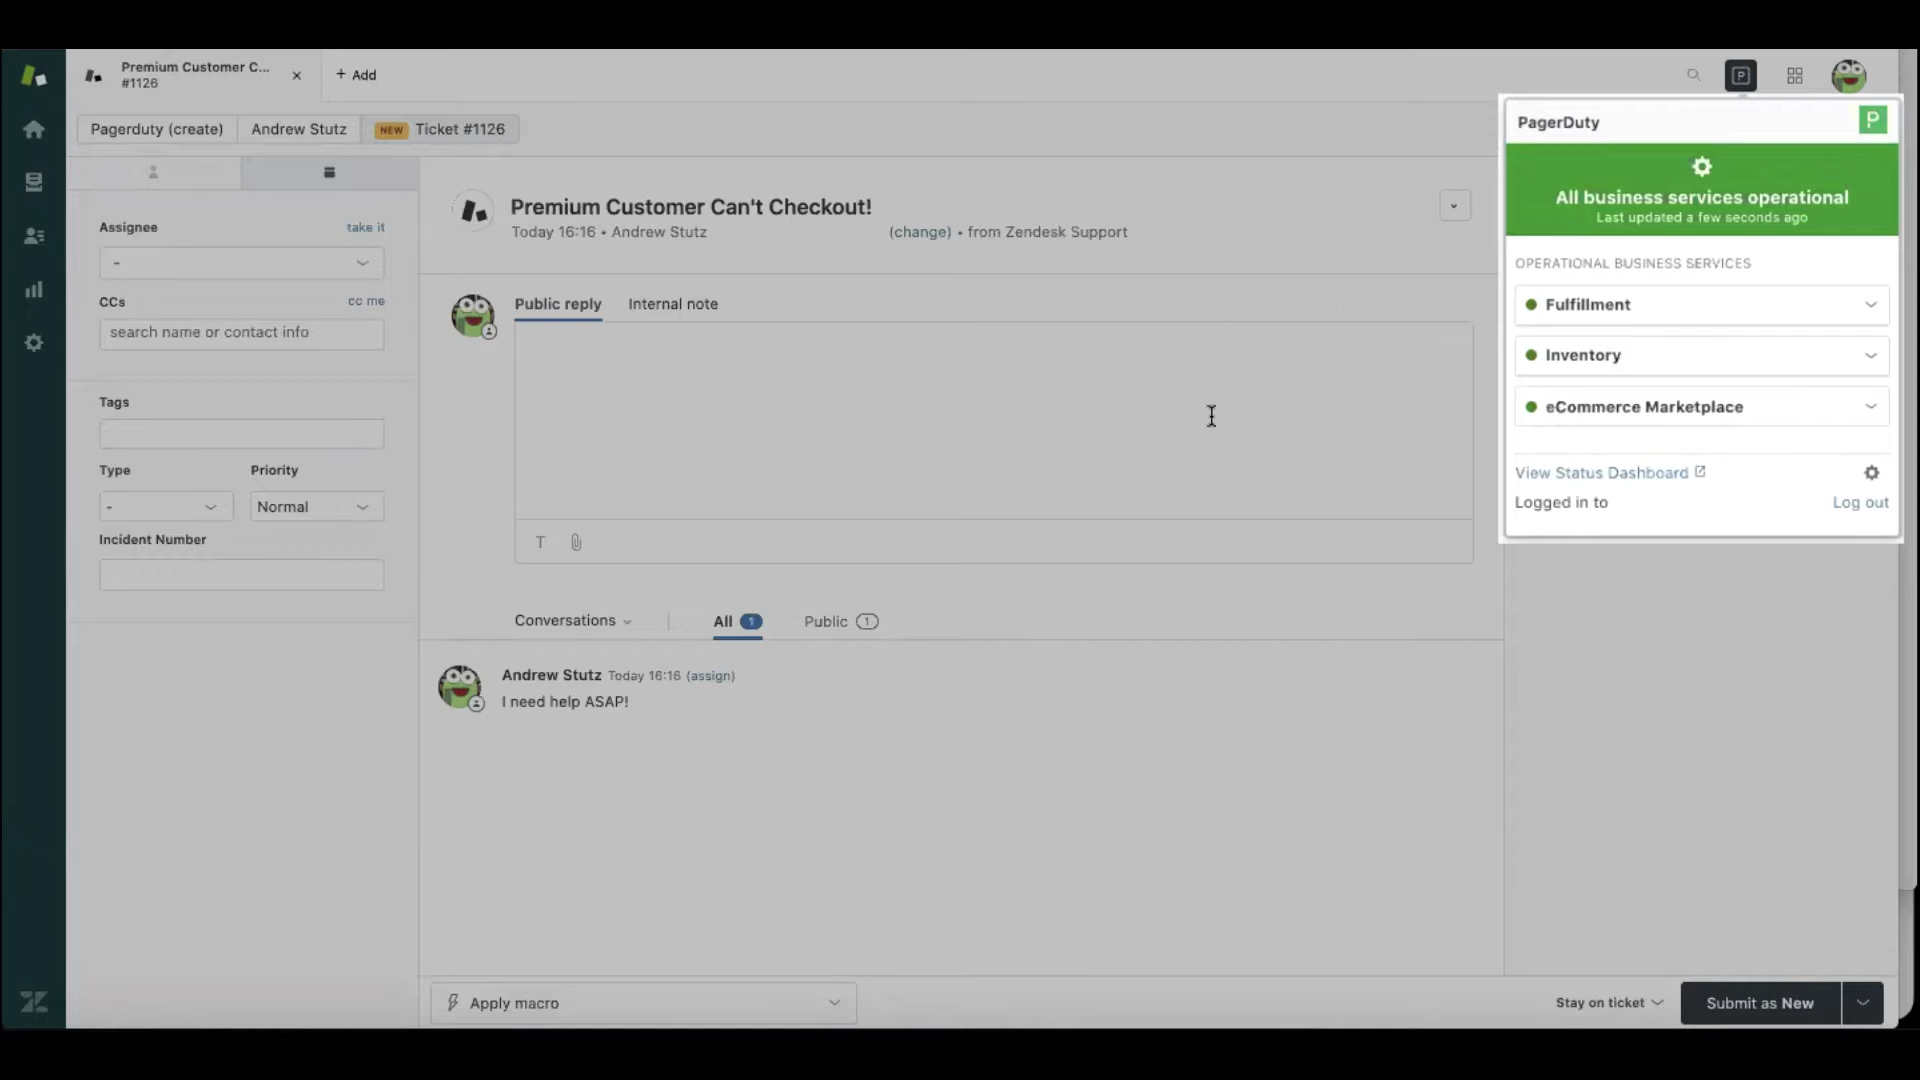 Premium Customer C...
#1126
+ Add
Pagerduty (create)
Andrew Stutz
NEW Ticket #1126
Assignee
take it
-
CCs
cc me
search name or contact info
Tags
Type
Priority
-
Normal
Incident Number
Premium Customer Can't Checkout!
Today 16:16 • Andrew Stutz
(change) • from Zendesk Support
Public reply
Internal note
T
Conversations
All 1
Public 1
Andrew Stutz Today 16:16 (assign)
I need help ASAP!
Apply macro
Stay on ticket
Submit as New
P
PagerDuty
P
All business services operational
Last updated a few seconds ago
OPERATIONAL BUSINESS SERVICES
Fulfillment
Inventory
eCommerce Marketplace
View Status Dashboard
Logged in to
Log out